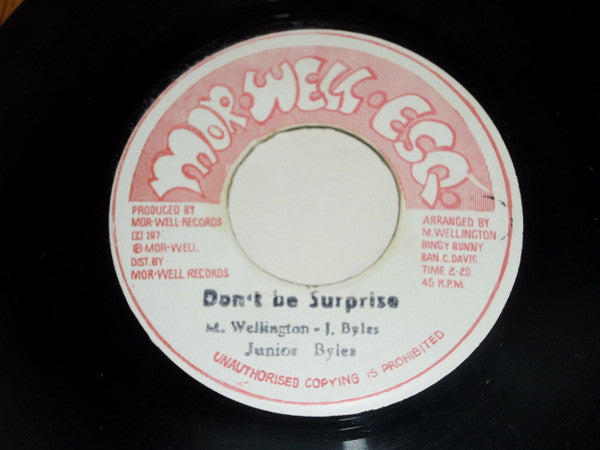 MOR·WELL·ESQ.
PRODUCED BY
MOR-WELL-RECORDS
Ⓒ 197
Ⓟ MOR-WELL.
DIST. BY
MOR-WELL RECORDS
ARRANGED BY
M. WELLINGTON
BINGY BUNNY
BAN. C. DAVIS.
TIME 2-20
45 R.P.M.
Don't be Surprise
M. Wellington - J. Byles
Junior Byles
UNAUTHORISED COPYING IS PROHIBITED